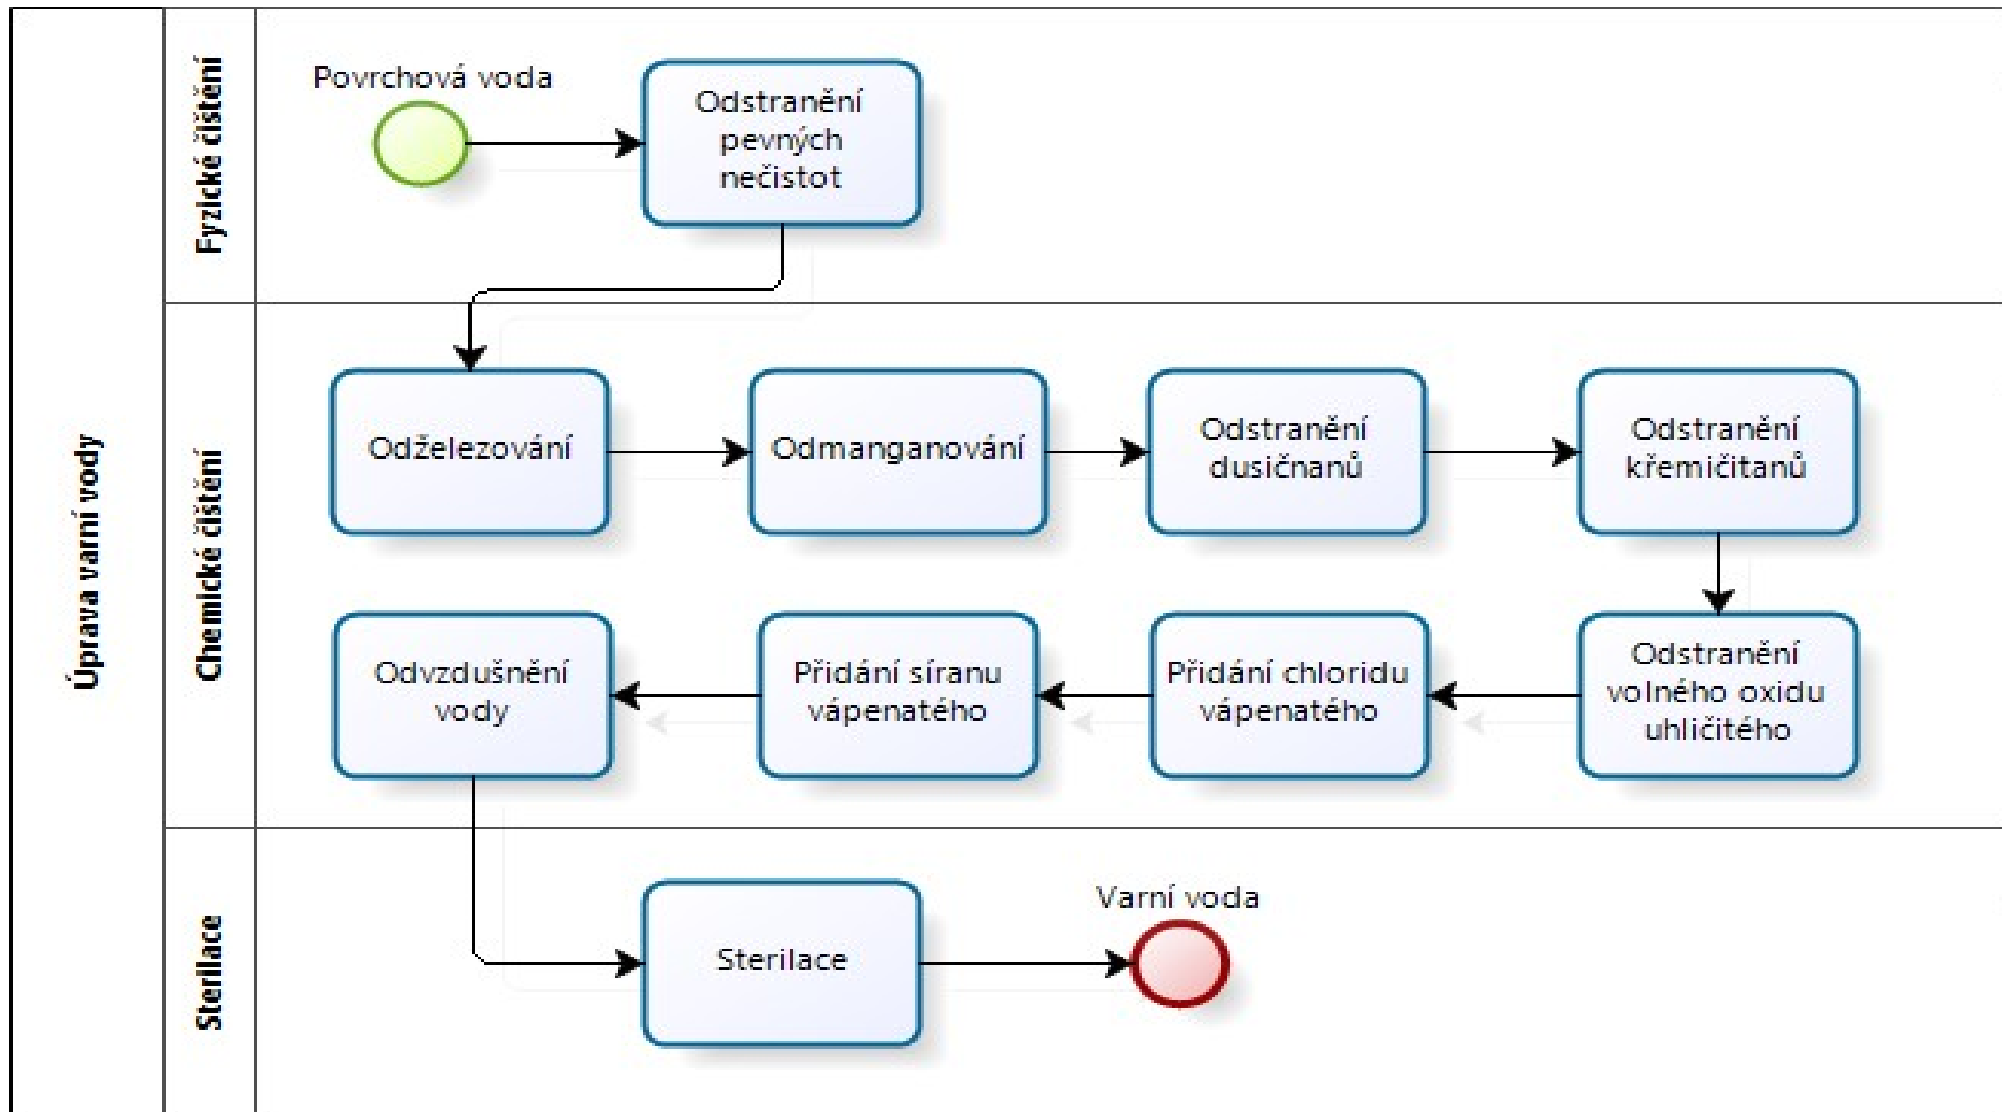 Úprava varní vody
Fyzické čištění
Povrchová voda
Odstranění
pevných
nečistot
Chemické čištění
Odželezování
Odmanganování
Odstranění
dusičnanů
Odstranění
křemičitanů
Odstranění
volného oxidu
uhličitého
Přidání chloridu
vápenatého
Přidání síranu
vápenatého
Odvzdušnění
vody
Sterilace
Sterilace
Varní voda